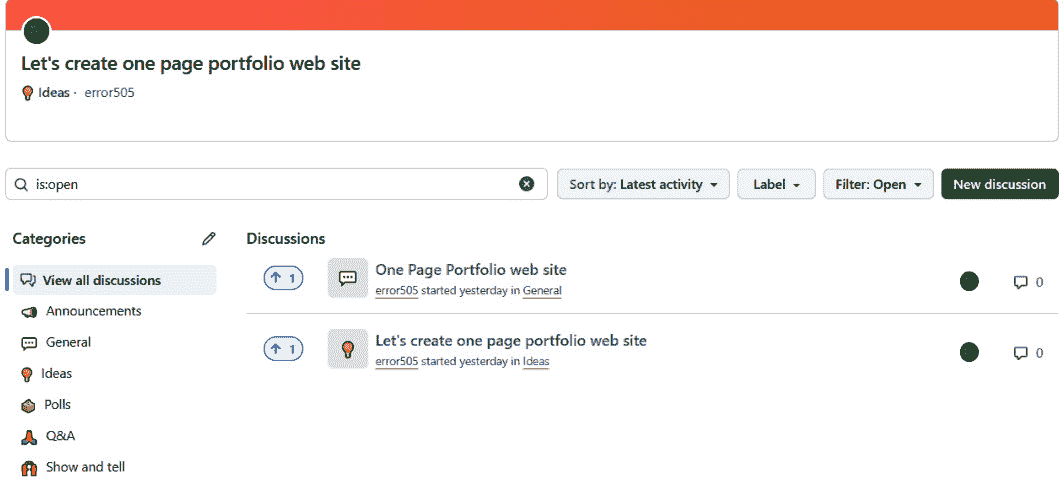 Let's create one page portfolio web site
Ideas · error505
is:open
Sort by: Latest activity
Label
Filter: Open
New discussion
Categories
View all discussions
Announcements
General
Ideas
Polls
Q&A
Show and tell
Discussions
1
One Page Portfolio web site
error505 started yesterday in General
0
1
Let's create one page portfolio web site
error505 started yesterday in Ideas
0